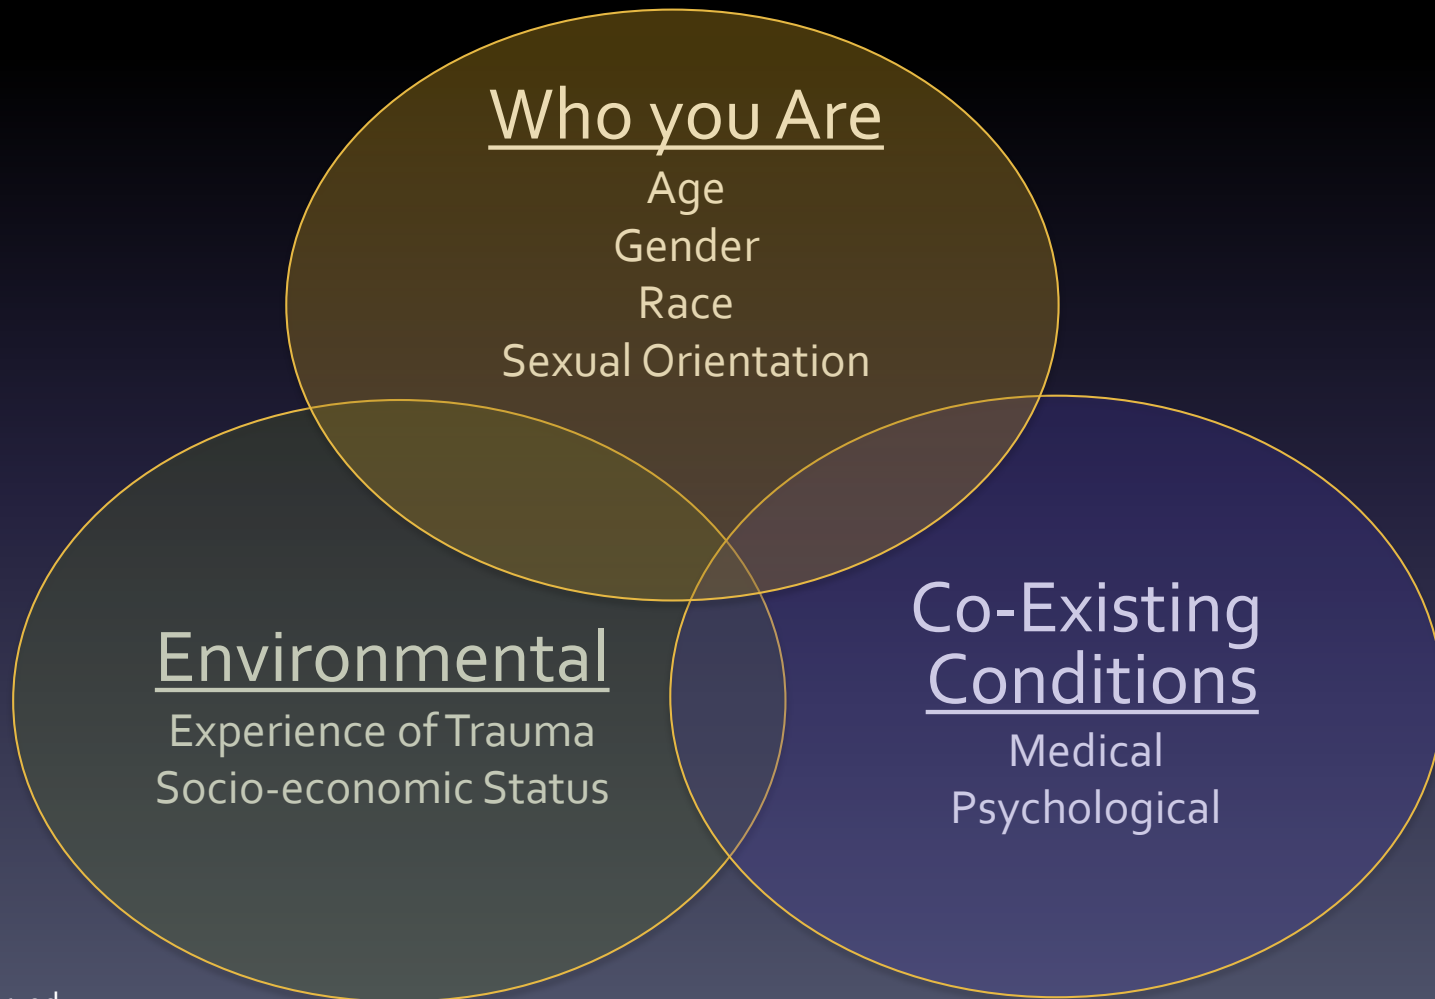 Who you Are
Age
Gender
Race
Sexual Orientation
Environmental
Experience of Trauma
Socio-economic Status
Co-Existing
Conditions
Medical
Psychological